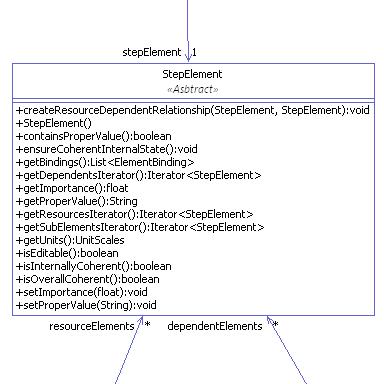 stepElement 1
StepElement
«Asbtract»
+createResourceDependentRelationship(StepElement, StepElement):void
+StepElement()
+containsProperValue():boolean
+ensureCoherentInternalState():void
+getBindings():List<ElementBinding>
+getDependentsIterator():Iterator<StepElement>
+getImportance():float
+getProperValue():String
+getResourcesIterator():Iterator<StepElement>
+getSubElementsIterator():Iterator<StepElement>
+getUnits():UnitScales
+isEditable():boolean
+isInternallyCoherent():boolean
+isOverallCoherent():boolean
+setImportance(float):void
+setProperValue(String):void
resourceElements * dependentElements *